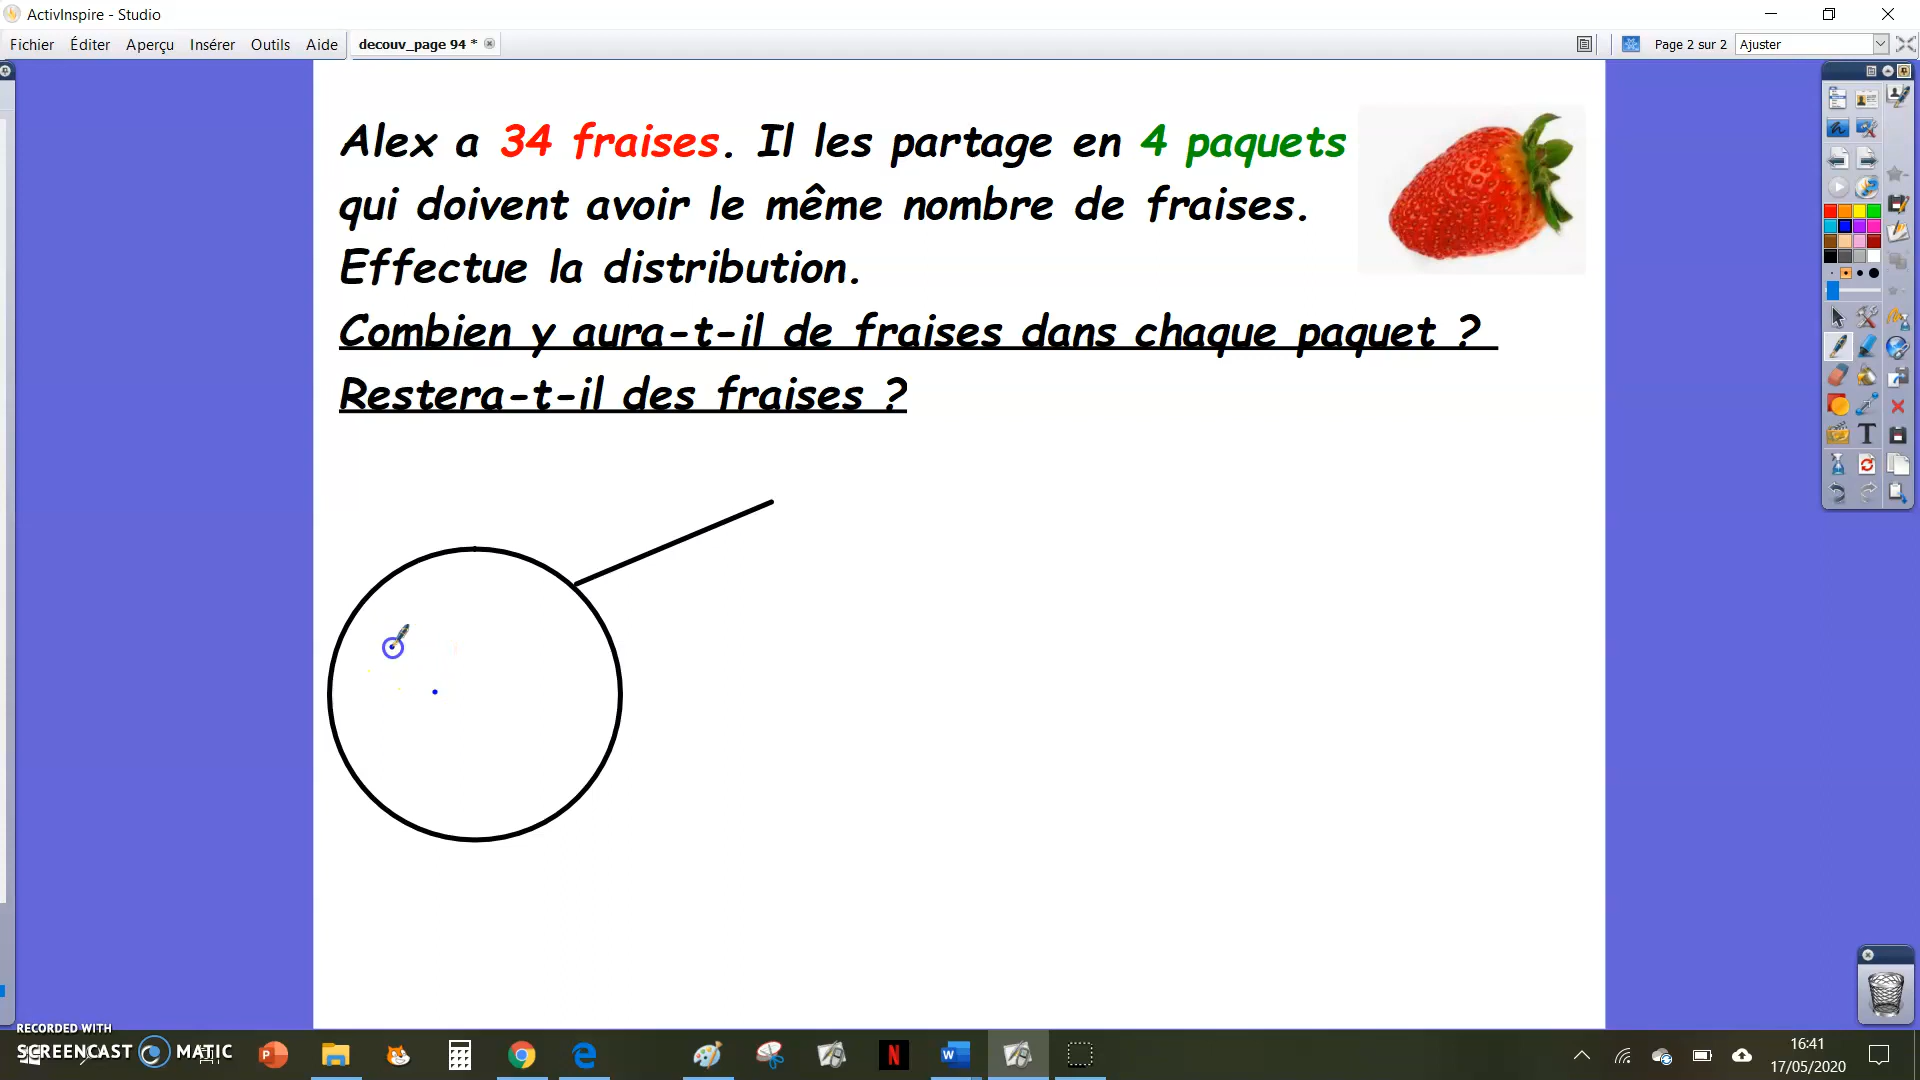 ActivInspire - Studio
Fichier Éditer Aperçu Insérer Outils Aide decouv_page 94 * Page 2 sur 2 Ajuster
Alex a 34 fraises. Il les partage en 4 paquets
qui doivent avoir le même nombre de fraises.
Effectue la distribution.
Combien y aura-t-il de fraises dans chaque paquet ?
Restera-t-il des fraises ?
T
RECORDED WITH
SCREENCAST MATIC
P
N
W
16:41
17/05/2020